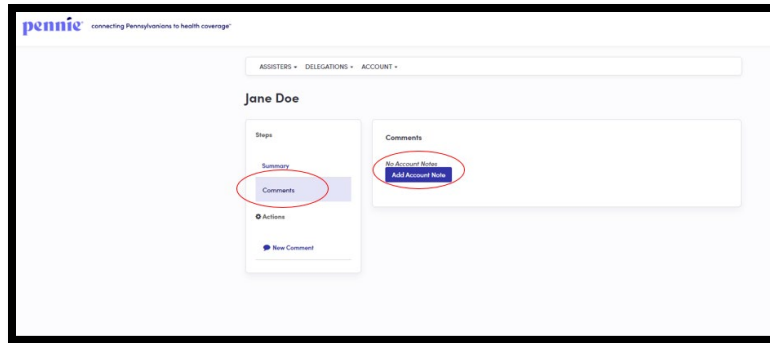 pennie connecting Pennsylvanians to health coverage™
ASSISTERS DELEGATIONS ACCOUNT
Jane Doe
Steps
Summary
Comments
Actions
New Comment
Comments
No Account Notes
Add Account Note